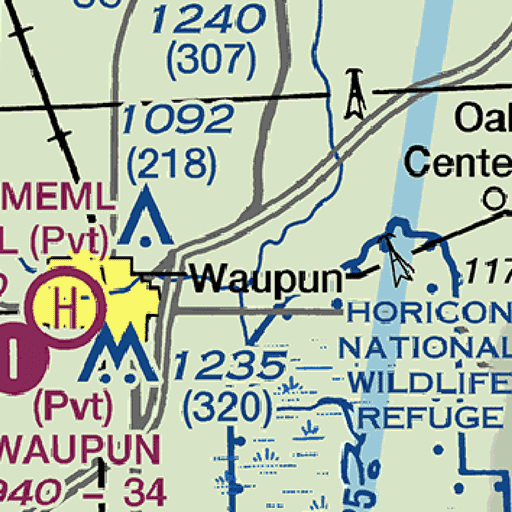 1240
(307)
1092
(218)
Oak
Center
MEML
L (Pvt)
H
Waupun
117
HORICON
NATIONAL
WILDLIFE
REFUGE
1235
(320)
(Pvt)
WAUPUN
940 – 34